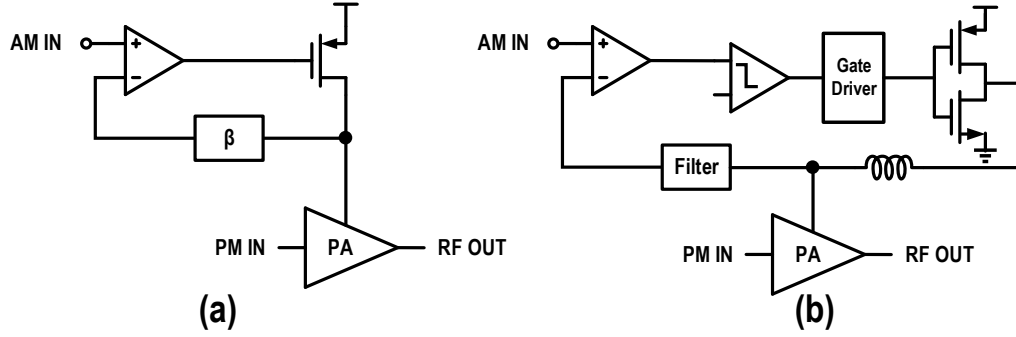 AM IN
+
−
β
PM IN
PA
RF OUT
(a)
AM IN
+
−
Gate
Driver
Filter
PM IN
PA
RF OUT
(b)